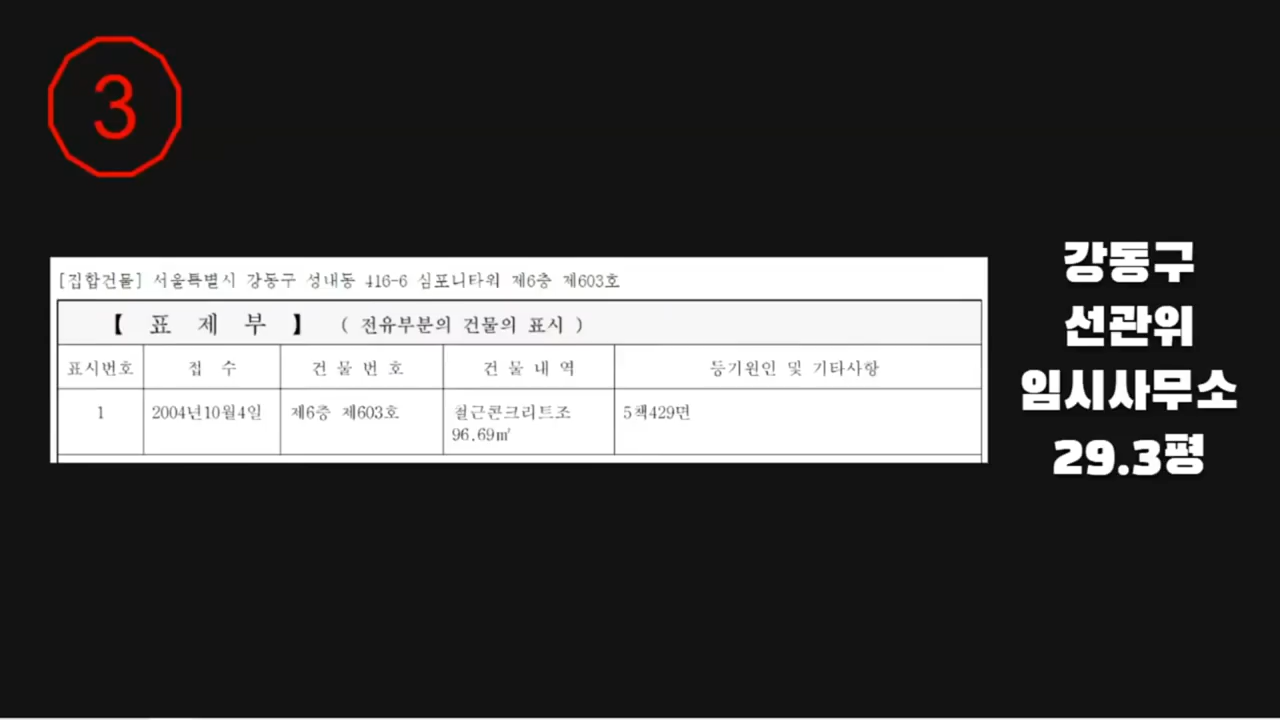 3
[집합건물] 서울특별시 강동구 성내동 416-6 심포니타워 제6층 제603호
【 표 제 부 】 ( 전유부분의 건물의 표시 )
표시번호 접 수 건 물 번 호 건 물 내 역 등기원인 및 기타사항
1 2004년10월4일 제6층 제603호 철근콘크리트조 5책429면
96.69㎡
강동구
선관위
임시사무소
29.3평